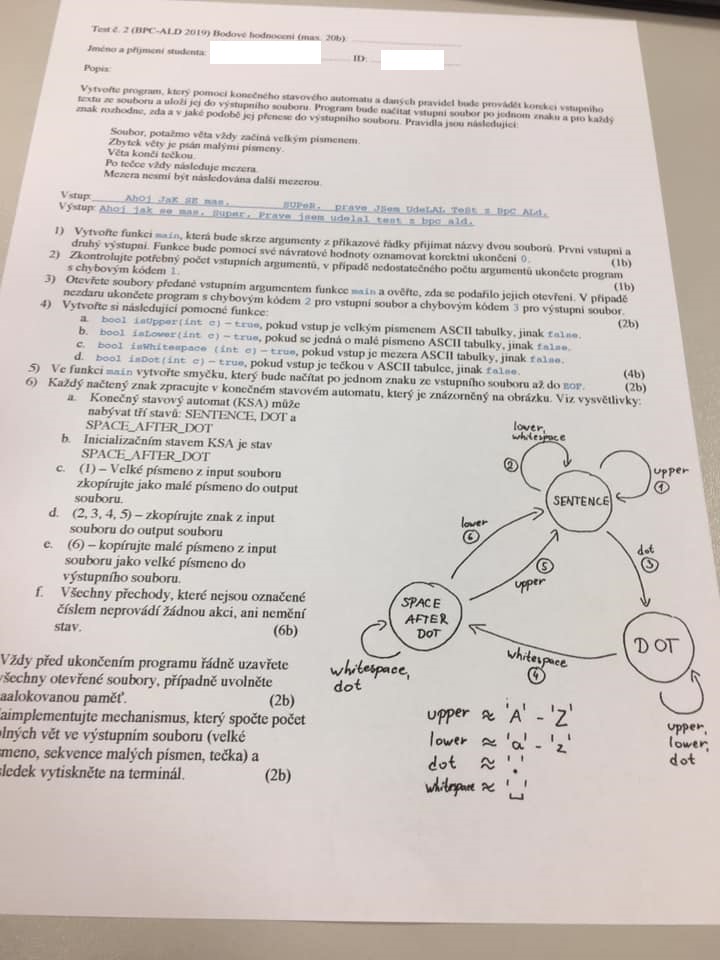 Test č. 2 (BPC-ALD 2019) Bodové hodnocení (max. 20b):
Jméno a příjmení studenta: ID:
Popis:
Vytvořte program, který pomocí konečného stavového automatu a daných pravidel bude provádět korekci vstupního
textu ze souboru a uloží jej do výstupního souboru. Program bude načítat vstupní soubor po jednom znaku a pro každý
znak rozhodne, zda a v jaké podobě jej přenese do výstupního souboru. Pravidla jsou následující:
Soubor, potažmo věta vždy začíná velkým písmenem.
Zbytek věty je psán malými písmeny.
Věta končí tečkou.
Po tečce vždy následuje mezera.
Mezera nesmí být následována další mezerou.
Vstup: AhOj JaK SE mas. SUPeR. prave JSem UdeLAL TeSt z BpC ALd.
Výstup: Ahoj jak se mas. Super. Prave jsem udelal test z bpc ald.
1) Vytvořte funkci main, která bude skrze argumenty z příkazové řádky přijímat názvy dvou souborů. První vstupní a
druhý výstupní. Funkce bude pomocí své návratové hodnoty oznamovat korektní ukončení 0. (1b)
2) Zkontrolujte potřebný počet vstupních argumentů, v případě nedostatečného počtu argumentů ukončete program
s chybovým kódem 1. (1b)
3) Otevřete soubory předané vstupním argumentem funkce main a ověřte, zda se podařilo jejich otevření. V případě
nezdaru ukončete program s chybovým kódem 2 pro vstupní soubor a chybovým kódem 3 pro výstupní soubor.
4) Vytvořte si následující pomocné funkce: (2b)
a. bool isUpper(int c) – true, pokud vstup je velkým písmenem ASCII tabulky, jinak false.
b. bool isLower(int c) – true, pokud se jedná o malé písmeno ASCII tabulky, jinak false.
c. bool isWhitespace (int c) – true, pokud vstup je mezera ASCII tabulky, jinak false.
d. bool isDot(int c) – true, pokud vstup je tečkou v ASCII tabulce, jinak false. (4b)
5) Ve funkci main vytvořte smyčku, který bude načítat po jednom znaku ze vstupního souboru až do EOF. (2b)
6) Každý načtený znak zpracujte v konečném stavovém automatu, který je znázorněný na obrázku. Viz vysvětlivky:
a. Konečný stavový automat (KSA) může
nabývat tří stavů: SENTENCE, DOT a
SPACE_AFTER_DOT
b. Inicializačním stavem KSA je stav
SPACE_AFTER_DOT
c. (1) – Velké písmeno z input souboru
zkopírujte jako malé písmeno do output
souboru.
d. (2, 3, 4, 5) – zkopírujte znak z input
souboru do output souboru
e. (6) – kopírujte malé písmeno z input
souboru jako velké písmeno do
výstupního souboru.
f. Všechny přechody, které nejsou označené
číslem neprovádí žádnou akci, ani nemění
stav. (6b)
Vždy před ukončením programu řádně uzavřete
všechny otevřené soubory, případně uvolněte
aalokovanou paměť. (2b)
aimplementujte mechanismus, který spočte počet
lných vět ve výstupním souboru (velké
smeno, sekvence malých písmen, tečka) a
sledek vytiskněte na terminál. (2b)
lower,
whitespace
2
upper
1
SENTENCE
lower
6
dot
3
5
upper
SPACE
AFTER
DOT
DOT
whitespace
4
whitespace,
dot
upper,
lower,
dot
upper ≈ 'A' - 'Z'
lower ≈ 'a' - 'z'
dot ≈ '.'
whitespace ≈ '␣'